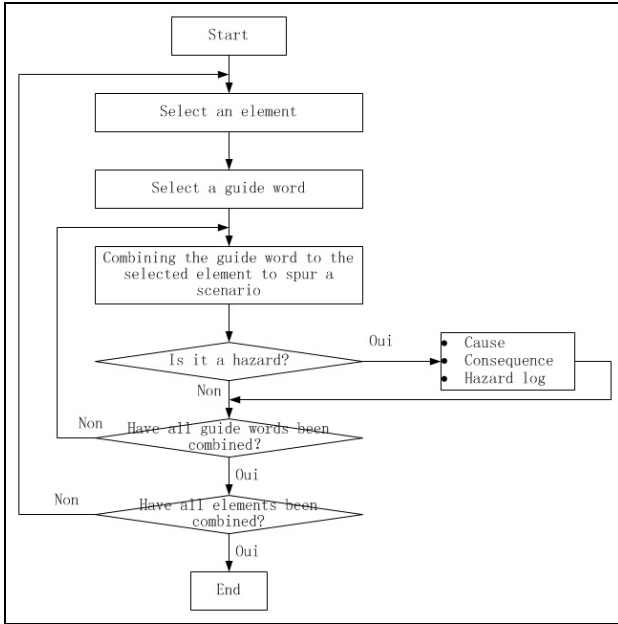 Start
Select an element
Select a guide word
Combining the guide word to the
selected element to spur a
scenario
Is it a hazard?
Oui
• Cause
• Consequence
• Hazard log
Non
Non
Have all guide words been
combined?
Oui
Non
Have all elements been
combined?
Oui
End